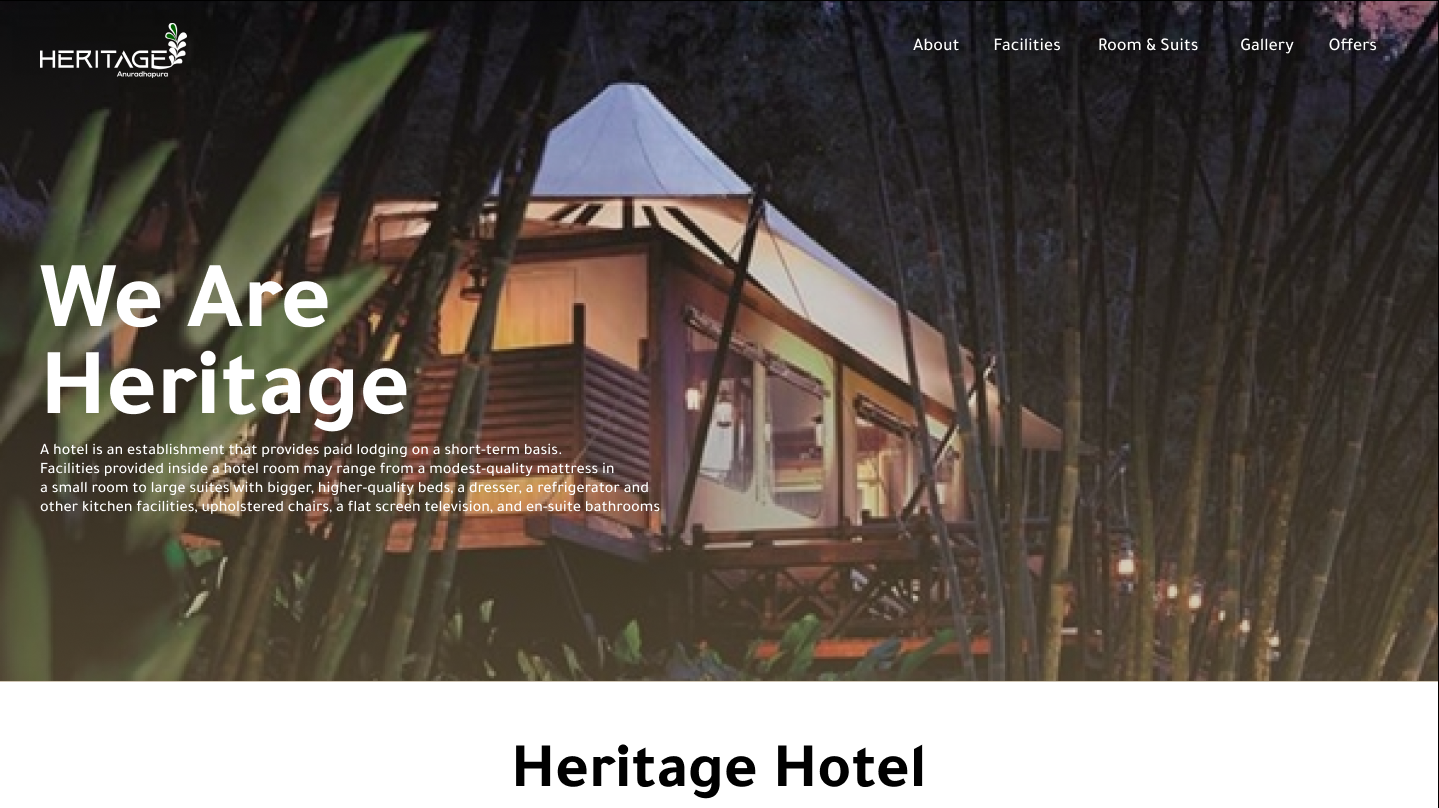 HERITAGE
Anuradhapura
About Facilities Room & Suits Gallery Offers
We Are
Heritage
A hotel is an establishment that provides paid lodging on a short-term basis.
Facilities provided inside a hotel room may range from a modest-quality mattress in
a small room to large suites with bigger, higher-quality beds, a dresser, a refrigerator and
other kitchen facilities, upholstered chairs, a flat screen television, and en-suite bathrooms
Heritage Hotel